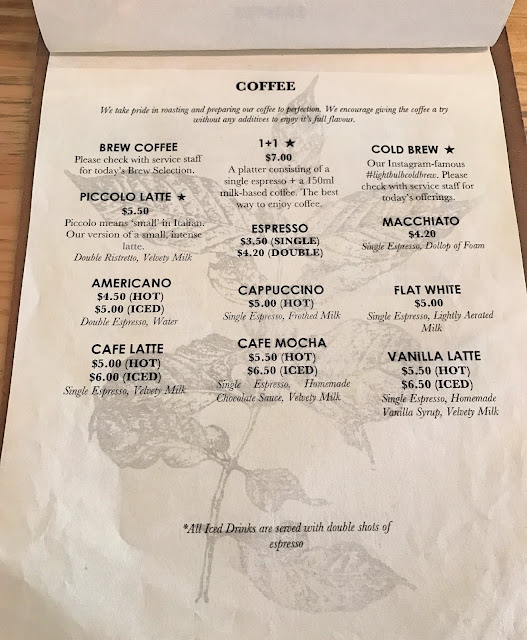 COFFEE
We take pride in roasting and preparing our coffee to perfection. We encourage giving the coffee a try
without any additives to enjoy it's full flavour.
BREW COFFEE
Please check with service staff
for today's Brew Selection.
PICCOLO LATTE ★
$5.50
Piccolo means 'small' in Italian.
Our version of a small, intense
latte.
Double Ristretto, Velvety Milk
AMERICANO
$4.50 (HOT)
$5.00 (ICED)
Double Espresso, Water
CAFE LATTE
$5.00 (HOT)
$6.00 (ICED)
Single Espresso, Velvety Milk
1+1 ★
$7.00
A platter consisting of a
single espresso + a 150ml
milk-based coffee. The best
way to enjoy coffee.
ESPRESSO
$3.50 (SINGLE)
$4.20 (DOUBLE)
CAPPUCCINO
$5.00 (HOT)
Single Espresso, Frothed Milk
CAFE MOCHA
$5.50 (HOT)
$6.50 (ICED)
Single Espresso, Homemade
Chocolate Sauce, Velvety Milk
COLD BREW ★
Our Instagram-famous
#lightbulbcoldbrew. Please
check with service staff for
today's offerings.
MACCHIATO
$4.20
Single Espresso, Dollop of Foam
FLAT WHITE
$5.00
Single Espresso, Lightly Aerated
Milk
VANILLA LATTE
$5.50 (HOT)
$6.50 (ICED)
Single Espresso, Homemade
Vanilla Syrup, Velvety Milk
*All Iced Drinks are served with double shots of
espresso